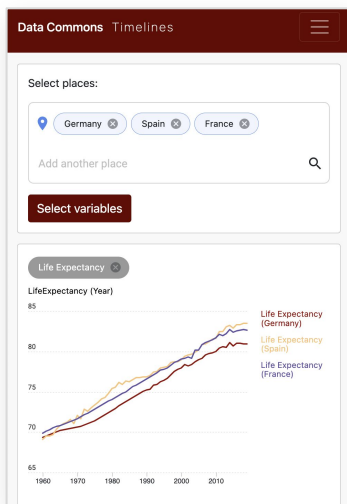 Data Commons Timelines
Select places:
Germany Spain France
Add another place
Select variables
Life Expectancy
LifeExpectancy (Year)
85
80
75
70
65
1960 1970 1980 1990 2000 2010
Life Expectancy
(Germany)
Life Expectancy
(Spain)
Life Expectancy
(France)